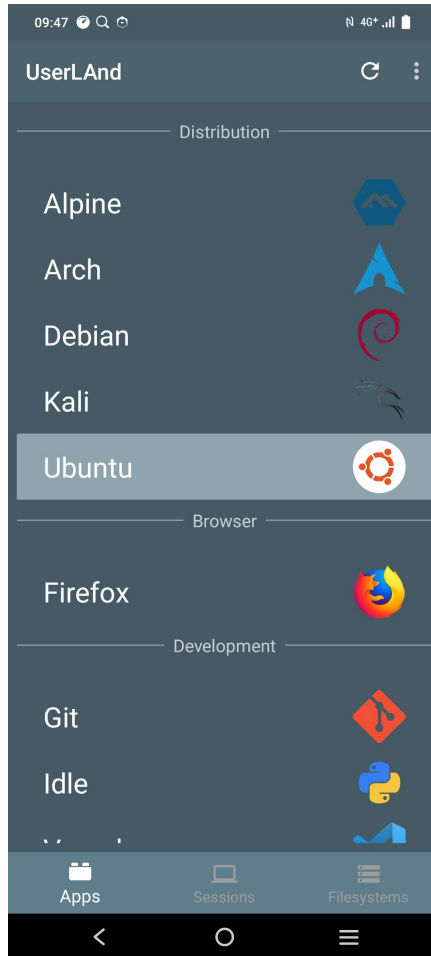 09:47
4G+
UserLAnd
Distribution
Alpine
Arch
Debian
Kali
Ubuntu
Browser
Firefox
Development
Git
Idle
Apps
Sessions
Filesystems